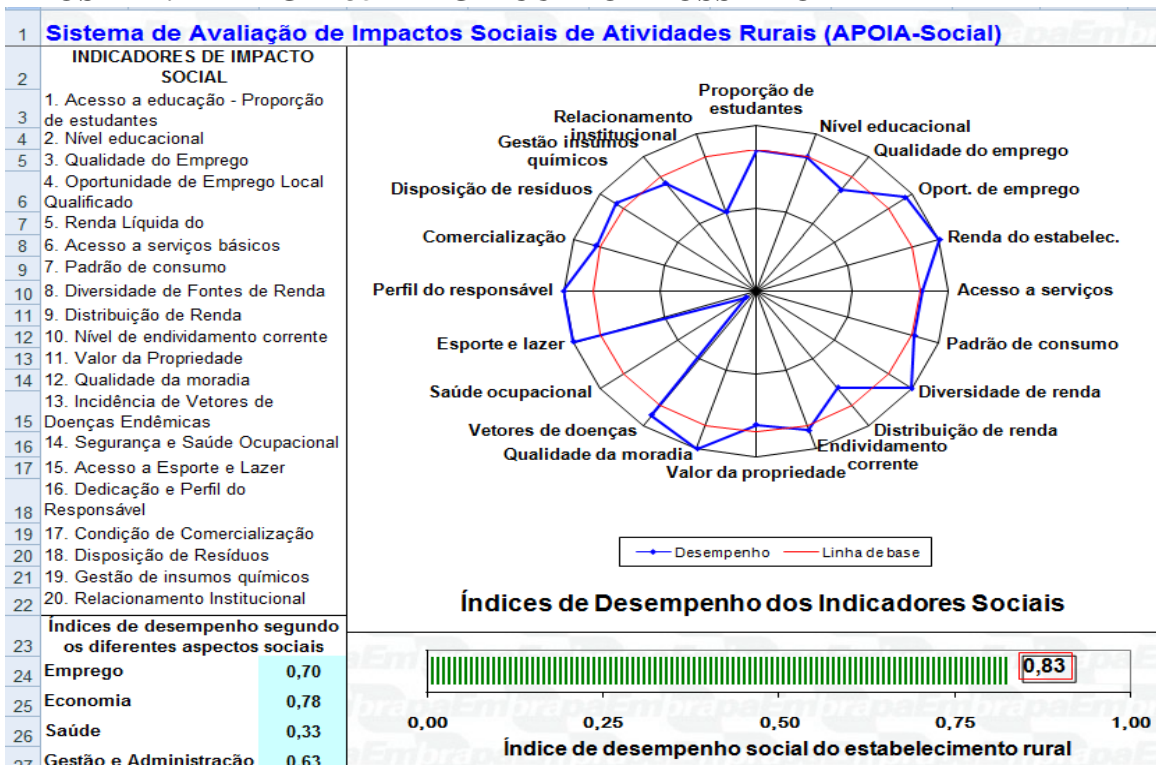 1 Sistema de Avaliação de Impactos Sociais de Atividades Rurais (APOIA-Social)
2 INDICADORES DE IMPACTO
SOCIAL
3 1. Acesso a educação - Proporção
de estudantes
4 2. Nível educacional
5 3. Qualidade do Emprego
6 4. Oportunidade de Emprego Local
Qualificado
7 5. Renda Líquida do
8 6. Acesso a serviços básicos
9 7. Padrão de consumo
10 8. Diversidade de Fontes de Renda
11 9. Distribuição de Renda
12 10. Nível de endividamento corrente
13 11. Valor da Propriedade
14 12. Qualidade da moradia
15 13. Incidência de Vetores de
Doenças Endêmicas
16 14. Segurança e Saúde Ocupacional
17 15. Acesso a Esporte e Lazer
18 16. Dedicação e Perfil do
Responsável
19 17. Condição de Comercialização
20 18. Disposição de Resíduos
21 19. Gestão de insumos químicos
22 20. Relacionamento Institucional
23 Índices de desempenho segundo
os diferentes aspectos sociais
24 Emprego 0,70
25 Economia 0,78
26 Saúde 0,33
27 Gestão e Administração 0,63
Proporção de
estudantes
Nível educacional
Qualidade do emprego
Oport. de emprego
Renda do estabelec.
Acesso a serviços
Padrão de consumo
Diversidade de renda
Distribuição de renda
Endividamento
corrente
Valor da propriedade
Qualidade da moradia
Vetores de doenças
Saúde ocupacional
Esporte e lazer
Perfil do responsável
Comercialização
Disposição de resíduos
Gestão insumos
químicos
Relacionamento
institucional
Desempenho Linha de base
Índices de Desempenho dos Indicadores Sociais
0,83
0,00 0,25 0,50 0,75 1,00
Índice de desempenho social do estabelecimento rural